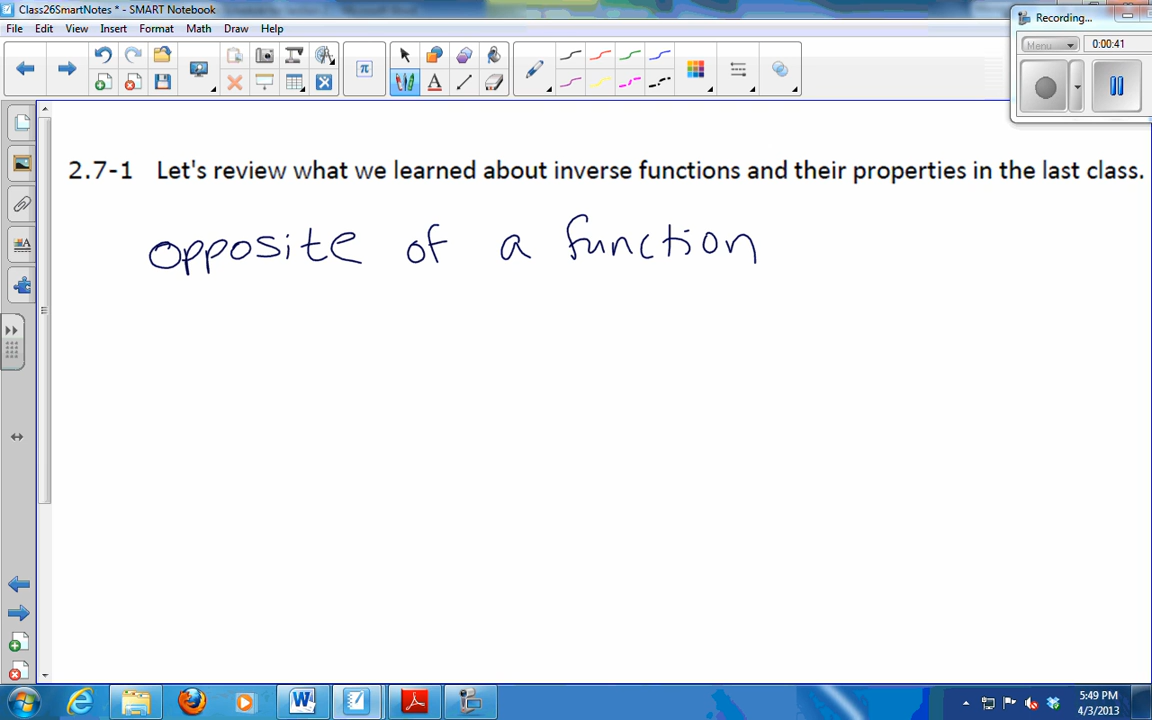 Class26SmartNotes * - SMART Notebook
Recording...
File Edit View Insert Format Math Draw Help
Menu
0:00:41
π
A
2.7-1 Let's review what we learned about inverse functions and their properties in the last class.
opposite of a function
5:49 PM
4/3/2013